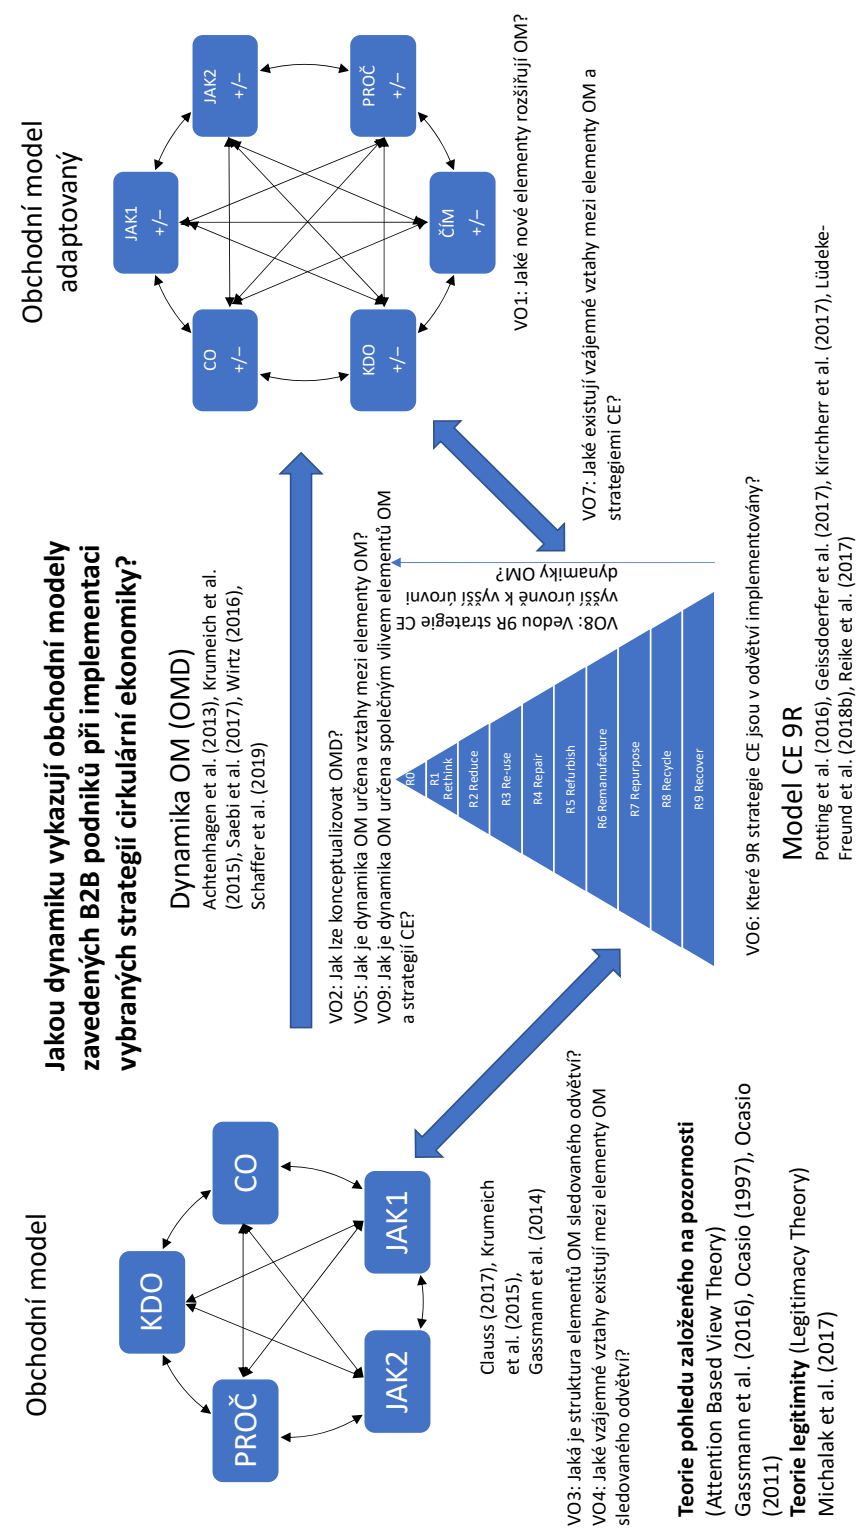 Jakou dynamiku vykazují obchodní modely
zavedených B2B podniků při implementaci
vybraných strategií cirkulární ekonomiky?
Obchodní model
KDO
CO
JAK1
JAK2
PROČ
Clauss (2017), Krumeich
et al. (2015),
Gassmann et al. (2014)
VO3: Jaká je struktura elementů OM sledovaného odvětví?
VO4: Jaké vzájemné vztahy existují mezi elementy OM
sledovaného odvětví?
Teorie pohledu založeného na pozornosti
(Attention Based View Theory)
Gassmann et al. (2016), Ocasio (1997), Ocasio
(2011)
Teorie legitimity (Legitimacy Theory)
Michalak et al. (2017)
Dynamika OM (OMD)
Achtenhagen et al. (2013), Krumeich et al.
(2015), Saebi et al. (2017), Wirtz (2016),
Schaffer et al. (2019)
VO2: Jak lze konceptualizovat OMD?
VO5: Jak je dynamika OM určena vztahy mezi elementy OM?
VO9: Jak je dynamika OM určena společným vlivem elementů OM
a strategií CE?
R0
R1
Rethink
R2 Reduce
R3 Re-use
R4 Repair
R5 Refurbish
R6 Remanufacture
R7 Repurpose
R8 Recycle
R9 Recover
VO8: Vedou 9R strategie CE
vyšší úrovně k vyšší úrovni
dynamiky OM?
VO6: Které 9R strategie CE jsou v odvětví implementovány?
Model CE 9R
Potting et al. (2016), Geissdoerfer et al. (2017), Kirchherr et al. (2017), Lüdeke-
Freund et al. (2018b), Reike et al. (2017)
Obchodní model
adaptovaný
JAK1
+/–
JAK2
+/–
PROČ
+/–
ČÍM
+/–
KDO
+/–
CO
+/–
VO1: Jaké nové elementy rozšiřují OM?
VO7: Jaké existují vzájemné vztahy mezi elementy OM a
strategiemi CE?